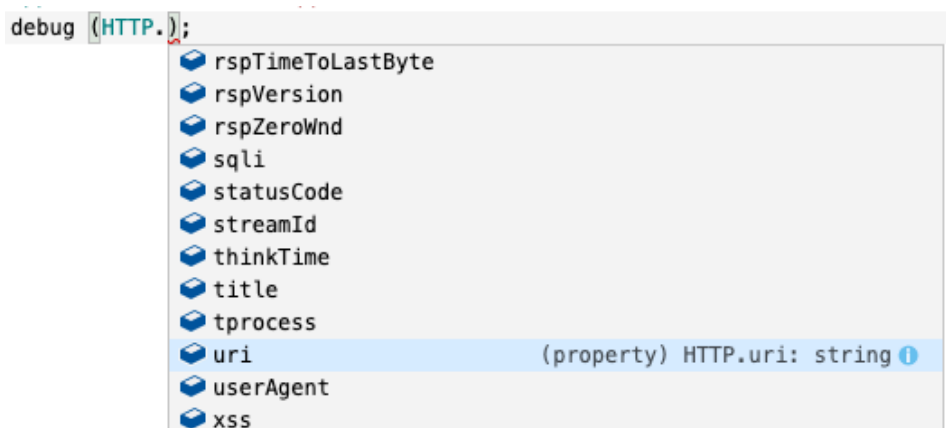 debug (HTTP.);
rspTimeToLastByte
rspVersion
rspZeroWnd
sqli
statusCode
streamId
thinkTime
title
tprocess
uri (property) HTTP.uri: string
userAgent
xss